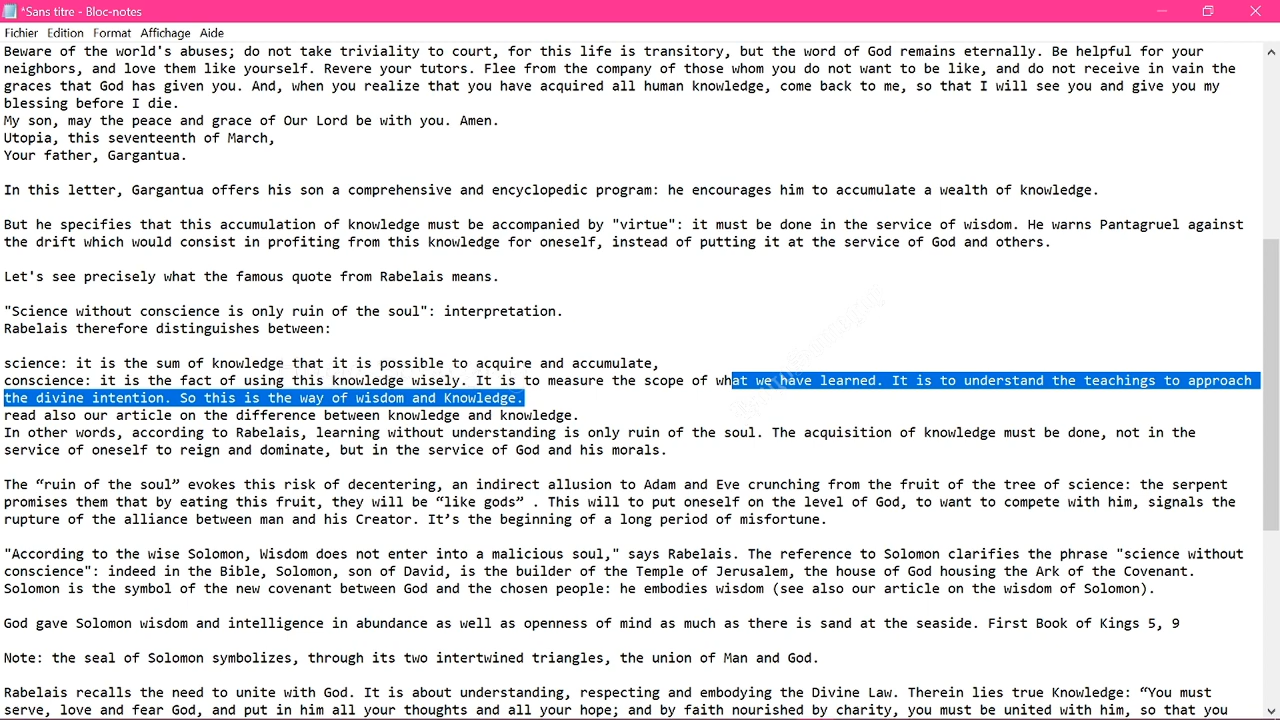 *Sans titre - Bloc-notes
Fichier Edition Format Affichage Aide
Beware of the world's abuses; do not take triviality to court, for this life is transitory, but the word of God remains eternally. Be helpful for your
neighbors, and love them like yourself. Revere your tutors. Flee from the company of those whom you do not want to be like, and do not receive in vain the
graces that God has given you. And, when you realize that you have acquired all human knowledge, come back to me, so that I will see you and give you my
blessing before I die.
My son, may the peace and grace of Our Lord be with you. Amen.
Utopia, this seventeenth of March,
Your father, Gargantua.
In this letter, Gargantua offers his son a comprehensive and encyclopedic program: he encourages him to accumulate a wealth of knowledge.
But he specifies that this accumulation of knowledge must be accompanied by "virtue": it must be done in the service of wisdom. He warns Pantagruel against
the drift which would consist in profiting from this knowledge for oneself, instead of putting it at the service of God and others.
Let's see precisely what the famous quote from Rabelais means.
"Science without conscience is only ruin of the soul": interpretation.
Rabelais therefore distinguishes between:
science: it is the sum of knowledge that it is possible to acquire and accumulate,
conscience: it is the fact of using this knowledge wisely. It is to measure the scope of what we have learned. It is to understand the teachings to approach
the divine intention. So this is the way of wisdom and Knowledge.
read also our article on the difference between knowledge and knowledge.
In other words, according to Rabelais, learning without understanding is only ruin of the soul. The acquisition of knowledge must be done, not in the
service of oneself to reign and dominate, but in the service of God and his morals.
The “ruin of the soul” evokes this risk of decentering, an indirect allusion to Adam and Eve crunching from the fruit of the tree of science: the serpent
promises them that by eating this fruit, they will be “like gods” . This will to put oneself on the level of God, to want to compete with him, signals the
rupture of the alliance between man and his Creator. It’s the beginning of a long period of misfortune.
"According to the wise Solomon, Wisdom does not enter into a malicious soul," says Rabelais. The reference to Solomon clarifies the phrase "science without
conscience": indeed in the Bible, Solomon, son of David, is the builder of the Temple of Jerusalem, the house of God housing the Ark of the Covenant.
Solomon is the symbol of the new covenant between God and the chosen people: he embodies wisdom (see also our article on the wisdom of Solomon).
God gave Solomon wisdom and intelligence in abundance as well as openness of mind as much as there is sand at the seaside. First Book of Kings 5, 9
Note: the seal of Solomon symbolizes, through its two intertwined triangles, the union of Man and God.
Rabelais recalls the need to unite with God. It is about understanding, respecting and embodying the Divine Law. Therein lies true Knowledge: “You must
serve, love and fear God, and put in him all your thoughts and all your hope; and by faith nourished by charity, you must be united with him, so that you